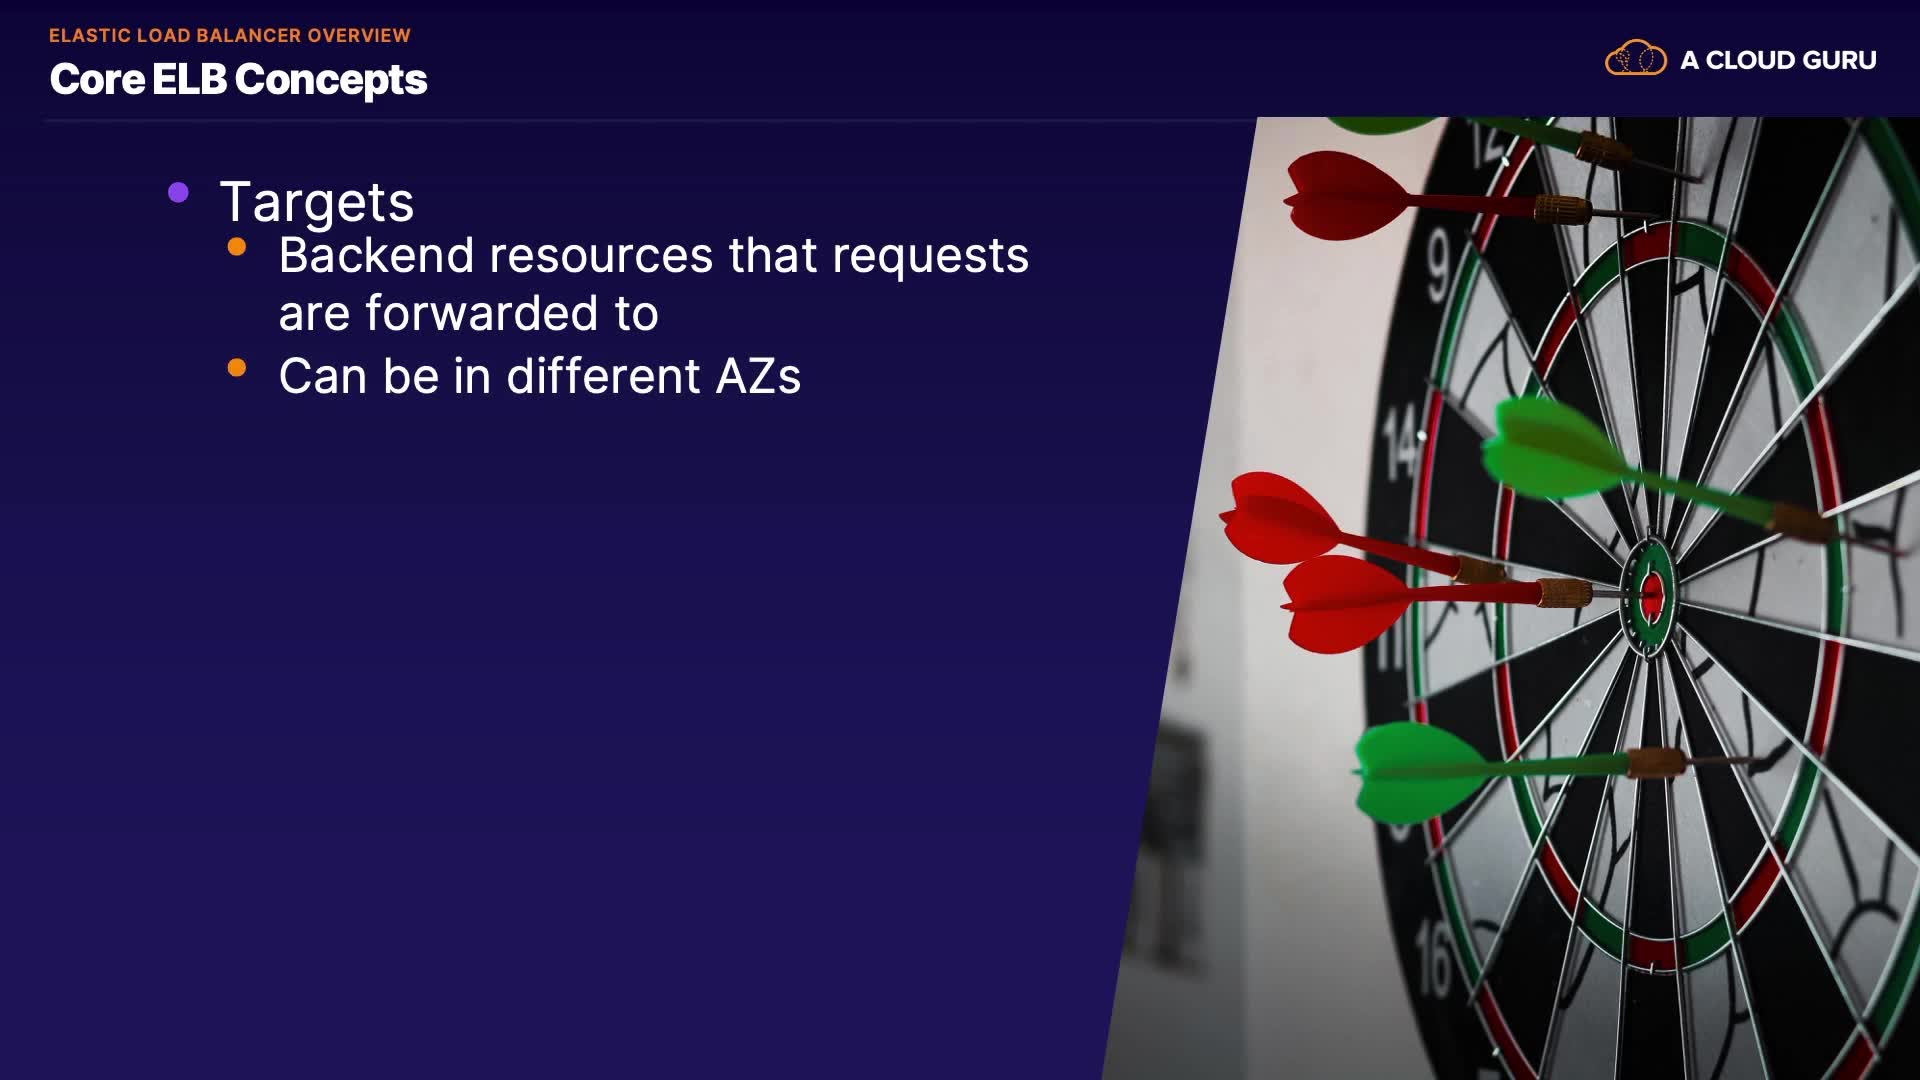 ELASTIC LOAD BALANCER OVERVIEW
Core ELB Concepts
A CLOUD GURU
Targets
Backend resources that requests
are forwarded to
Can be in different AZs
12
9
14
11
16